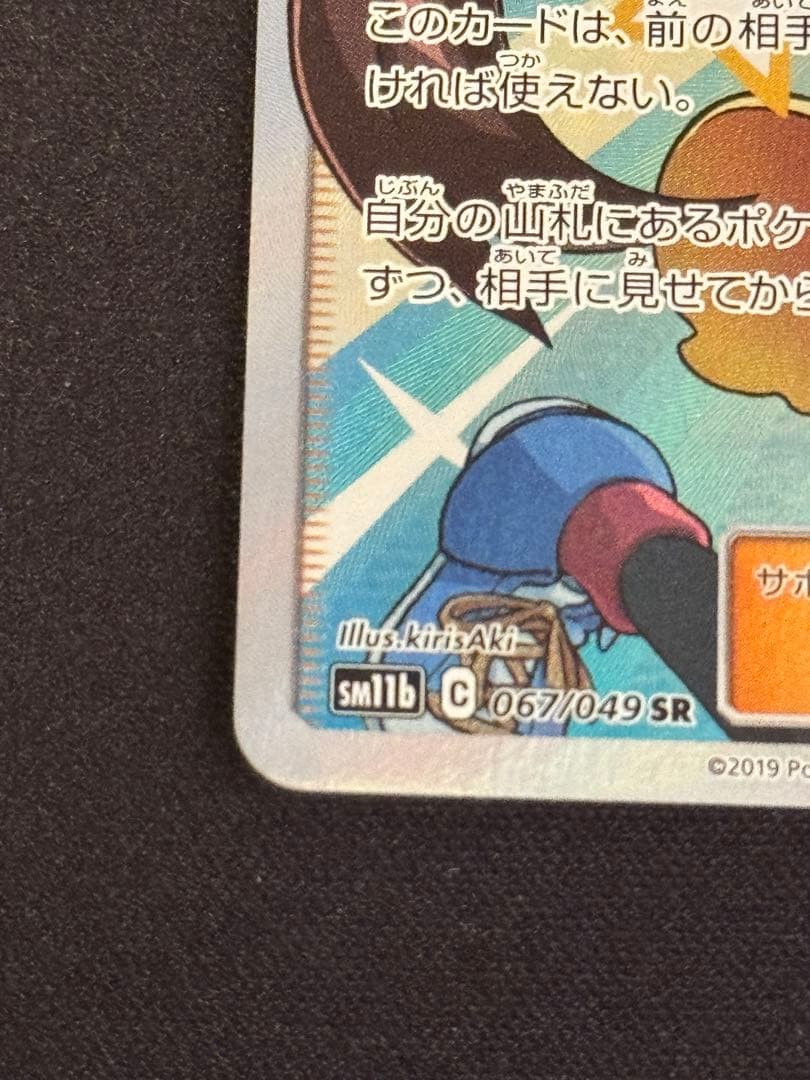 このカードは、前の相手
ければ使えない。
自分の山札にあるポケ
ずつ、相手に見せてから
サポ
Illus.kirisAki
sm11b C 067/049 SR
©2019 Po